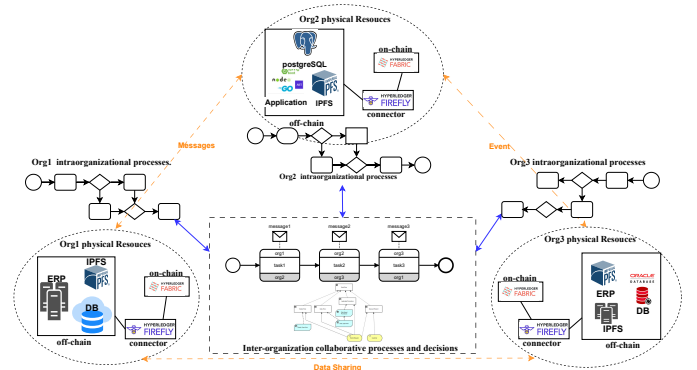 Org2 physical Resouces
on-chain
HYPERLEDGER
FABRIC
postgreSQL
node
GO
Application
IPFS
HYPERLEDGER
FIREFLY
connector
off-chain
Messages
Event
Org1 intraorganizational processes.
Org2 intraorganizational processes
Org3 intraorganizational processes
message1
message2
message3
org1
task1
org2
org2
task2
org3
org3
task3
org1
Org1 physical Resouces
IPFS
ERP
DB
off-chain
on-chain
HYPERLEDGER
FABRIC
HYPERLEDGER
FIREFLY
connector
Inter-organization collaborative processes and decisions
Org3 physical Resouces
on-chain
HYPERLEDGER
FABRIC
HYPERLEDGER
FIREFLY
connector
IPFS
ERP
IPFS
ORACLE
DATABASE
DB
off-chain
Data Sharing